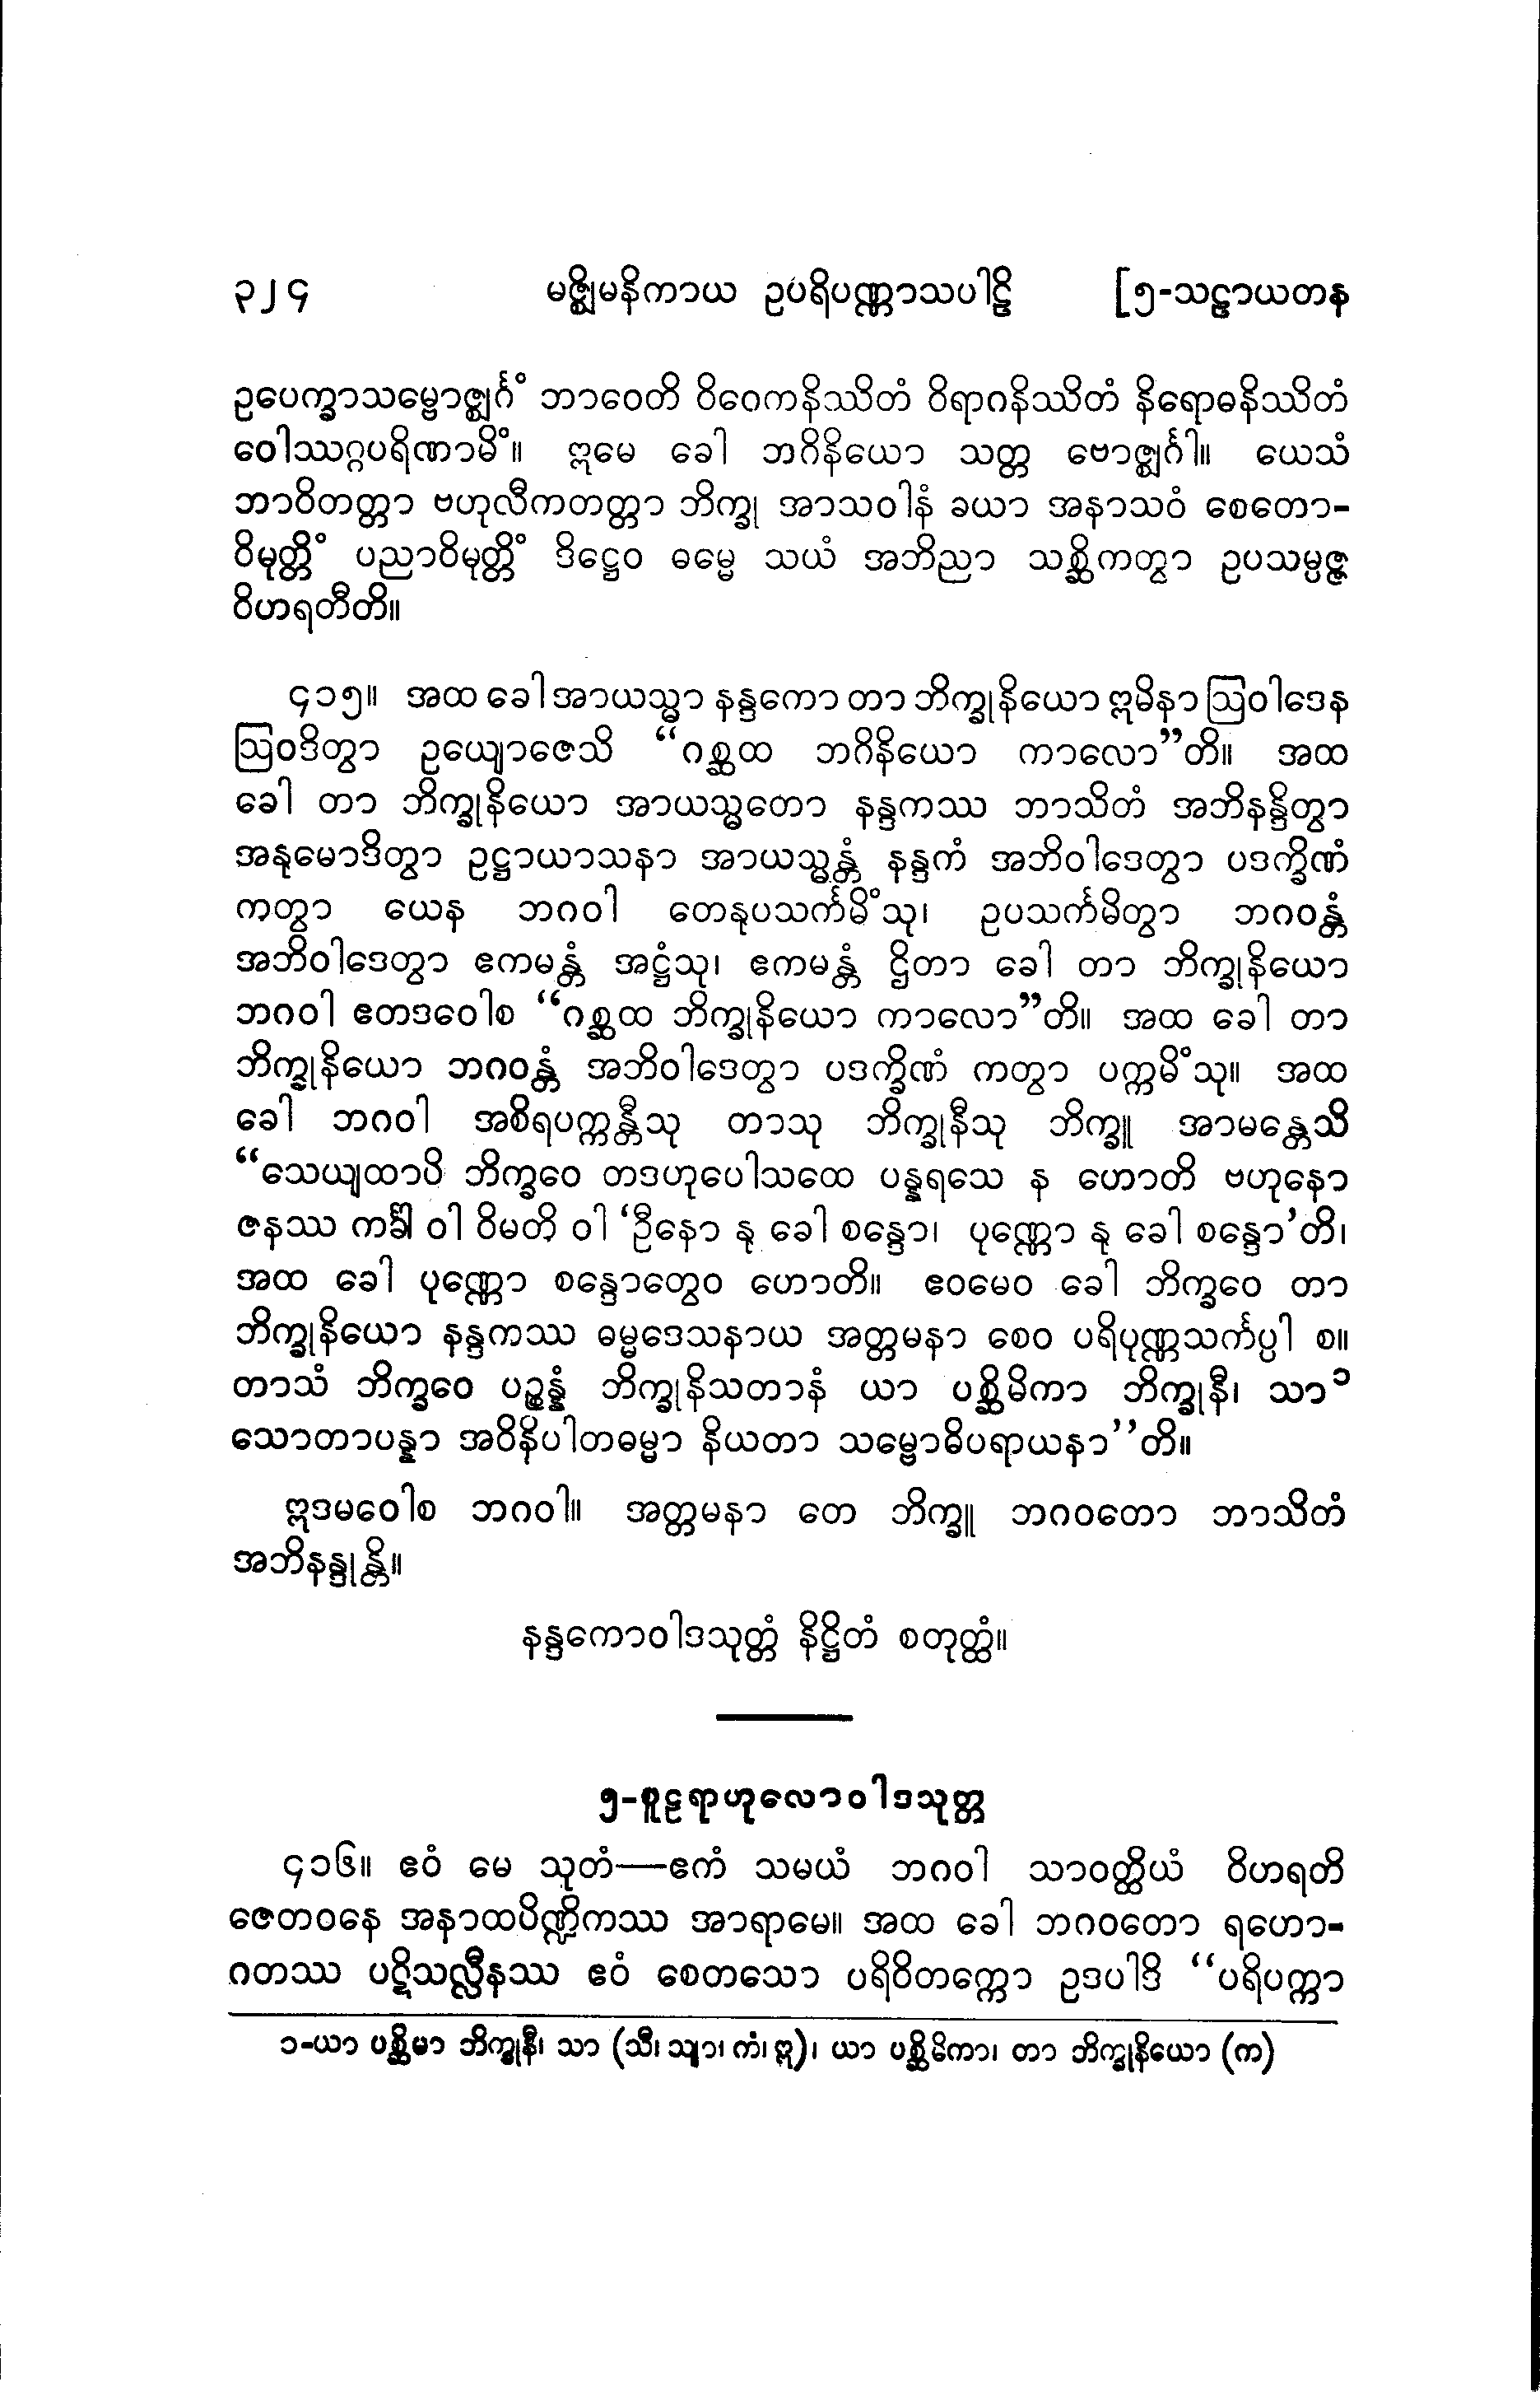 ၃၂၄ မဇ္ဈိမနိကာယ ဥပရိပဏ္ဏာသပါဠိ [၅-သဠာယတန
ဥပေက္ခာသမ္ဗောဇ္ဈင်္ဂံ ဘာဝေတိ ဝိဝေကနိဿိတံ ဝိရာဂနိဿိတံ နိရောဓနိဿိတံ
ဝေါဿဂ္ဂပရိဏာမိံ။ ဣမေ ခေါ ဘဂိနိယော သတ္တ ဗောဇ္ဈင်္ဂါ။ ယေသံ
ဘာဝိတတ္တာ ဗဟုလီကတတ္တာ ဘိက္ခု အာသဝါနံ ခယာ အနာသဝံ စေတော-
ဝိမုတ္တိံ ပညာဝိမုတ္တိံ ဒိဋ္ဌေဝ ဓမ္မေ သယံ အဘိညာ သစ္ဆိကတွာ ဥပသမ္ပဇ္ဇ
ဝိဟရတီတိ။
၄၁၅။ အထ ခေါ အာယသ္မာ နန္ဒကော တာ ဘိက္ခုနိယော ဣမိနာ ဩဝါဒေန
ဩဝဒိတွာ ဥယျောဇေသိ “ဂစ္ဆထ ဘဂိနိယော ကာလော”တိ။ အထ
ခေါ တာ ဘိက္ခုနိယော အာယသ္မတော နန္ဒကဿ ဘာသိတံ အဘိနန္ဒိတွာ
အနုမောဒိတွာ ဥဋ္ဌာယာသနာ အာယသ္မန္တံ နန္ဒကံ အဘိဝါဒေတွာ ပဒက္ခိဏံ
ကတွာ ယေန ဘဂဝါ တေနုပသင်္ကမိံသု၊ ဥပသင်္ကမိတွာ ဘဂဝန္တံ
အဘိဝါဒေတွာ ဧကမန္တံ အဋ္ဌံသု၊ ဧကမန္တံ ဌိတာ ခေါ တာ ဘိက္ခုနိယော
ဘဂဝါ ဧတဒဝေါစ “ဂစ္ဆထ ဘိက္ခုနိယော ကာလော”တိ။ အထ ခေါ တာ
ဘိက္ခုနိယော ဘဂဝန္တံ အဘိဝါဒေတွာ ပဒက္ခိဏံ ကတွာ ပက္ကမိံသု။ အထ
ခေါ ဘဂဝါ အစိရပက္ကန္တီသု တာသု ဘိက္ခုနီသု ဘိက္ခူ အာမန္တေသိ
“သေယျထာပိ ဘိက္ခဝေ တဒဟုပေါသထေ ပန္နရသေ န ဟောတိ ဗဟုနော
ဇနဿ ကင်္ခါ ဝါ ဝိမတိ ဝါ ‘ဦနော နု ခေါ စန္ဒော၊ ပုဏ္ဏော နု ခေါ စန္ဒော’တိ၊
အထ ခေါ ပုဏ္ဏော စန္ဒောတွေဝ ဟောတိ။ ဧဝမေဝ ခေါ ဘိက္ခဝေ တာ
ဘိက္ခုနိယော နန္ဒကဿ ဓမ္မဒေသနာယ အတ္တမနာ စေဝ ပရိပုဏ္ဏသင်္ကပ္ပါ စ။
တာသံ ဘိက္ခဝေ ပဉ္စန္နံ ဘိက္ခုနိသတာနံ ယာ ပစ္ဆိမိကာ ဘိက္ခုနီ၊ သာ၁
သောတာပန္နာ အဝိနိပါတဓမ္မာ နိယတာ သမ္ဗောဓိပရာယနာ’’တိ။
ဣဒမဝေါစ ဘဂဝါ။ အတ္တမနာ တေ ဘိက္ခူ ဘဂဝတော ဘာသိတံ
အဘိနန္ဒုန္တိ။
နန္ဒကောဝါဒသုတ္တံ နိဋ္ဌိတံ စတုတ္ထံ။
၅-စူဠရာဟုလောဝါဒသုတ္တ
၄၁၆။ ဧဝံ မေ သုတံ—ဧကံ သမယံ ဘဂဝါ သာဝတ္ထိယံ ဝိဟရတိ
ဇေတဝနေ အနာထပိဏ္ဍိကဿ အာရာမေ။ အထ ခေါ ဘဂဝတော ရဟော-
ဂတဿ ပဋိသလ္လီနဿ ဧဝံ စေတသော ပရိဝိတက္ကော ဥဒပါဒိ “ပရိပက္ကာ
၁-ယာ ပစ္ဆိမာ ဘိက္ခုနီ၊ သာ (သီ၊ သျာ၊ ကံ၊ ဣ)၊ ယာ ပစ္ဆိမိကာ၊ တာ ဘိက္ခုနိယော (က)